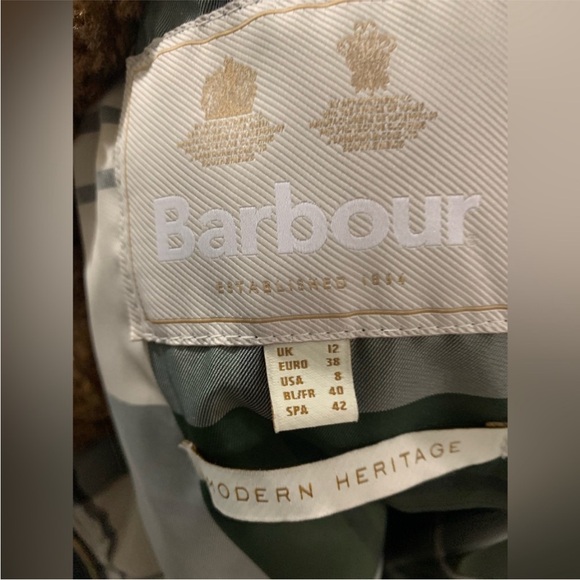 Barbour
ESTABLISHED 1894
UK 12
EURO 38
USA 8
BL/FR 40
SPA 42
MODERN HERITAGE